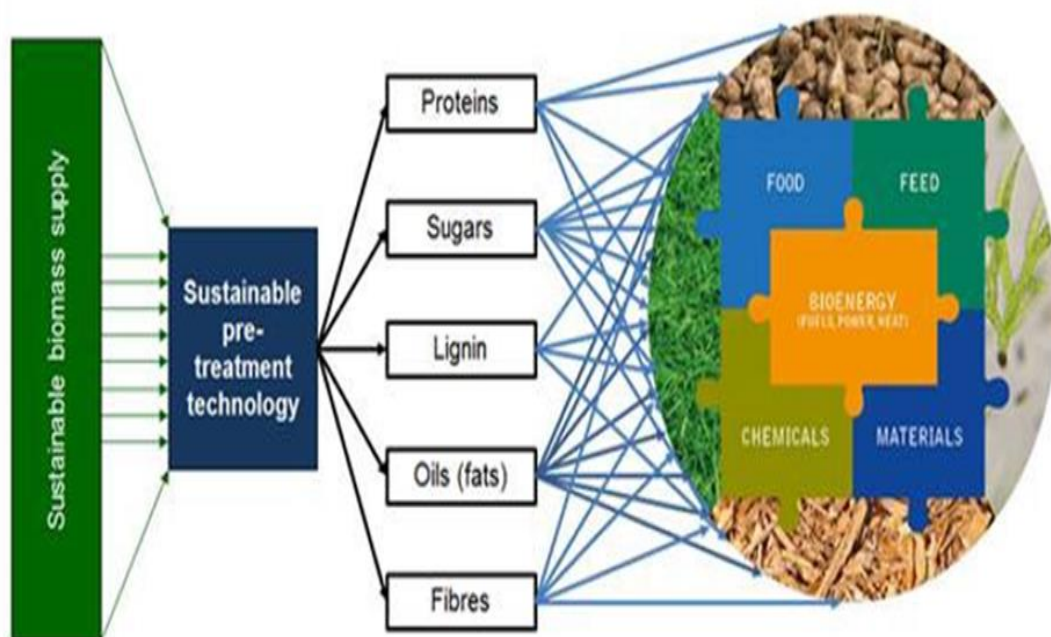 Sustainable biomass supply
Sustainable
pre-
treatment
technology
Proteins
Sugars
Lignin
Oils (fats)
Fibres
FOOD
FEED
BIOENERGY
(FUELS, POWER, HEAT)
CHEMICALS
MATERIALS